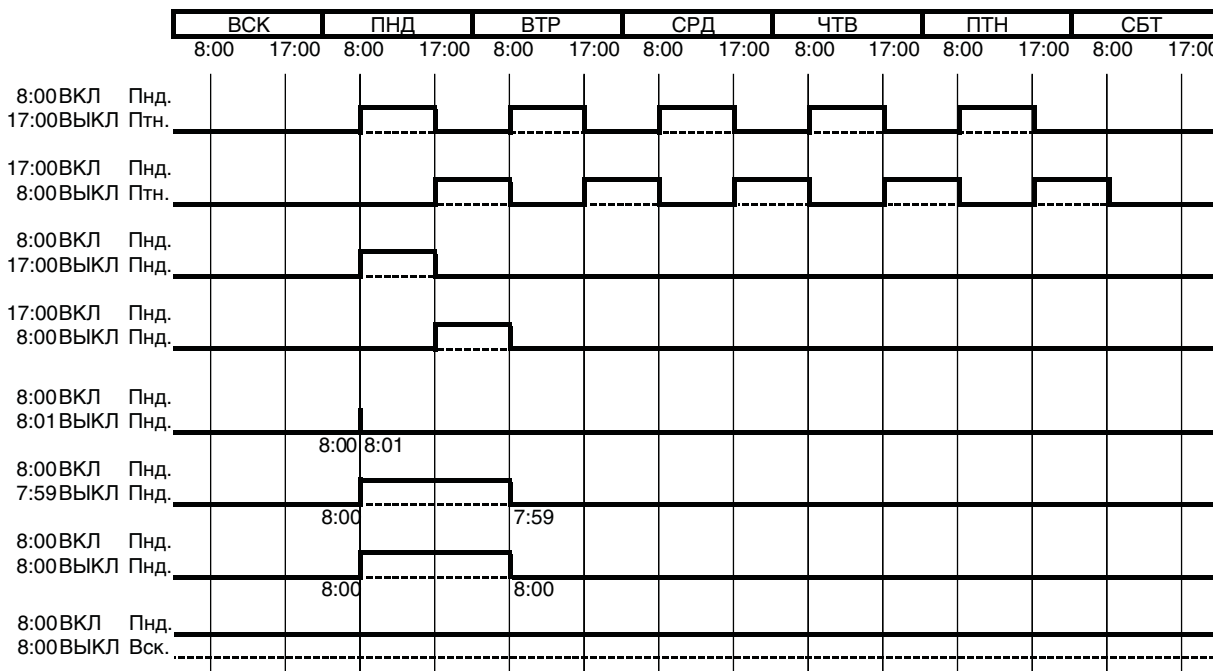 ВСК ПНД ВТР СРД ЧТВ ПТН СБТ
8:00 17:00 8:00 17:00 8:00 17:00 8:00 17:00 8:00 17:00 8:00 17:00 8:00 17:00
8:00 ВКЛ Пнд.
17:00 ВЫКЛ Птн.
17:00 ВКЛ Пнд.
8:00 ВЫКЛ Птн.
8:00 ВКЛ Пнд.
17:00 ВЫКЛ Пнд.
17:00 ВКЛ Пнд.
8:00 ВЫКЛ Пнд.
8:00 ВКЛ Пнд.
8:01 ВЫКЛ Пнд.
8:00 8:01
8:00 ВКЛ Пнд.
7:59 ВЫКЛ Пнд.
8:00 7:59
8:00 ВКЛ Пнд.
8:00 ВЫКЛ Пнд.
8:00 8:00
8:00 ВКЛ Пнд.
8:00 ВЫКЛ Вск.